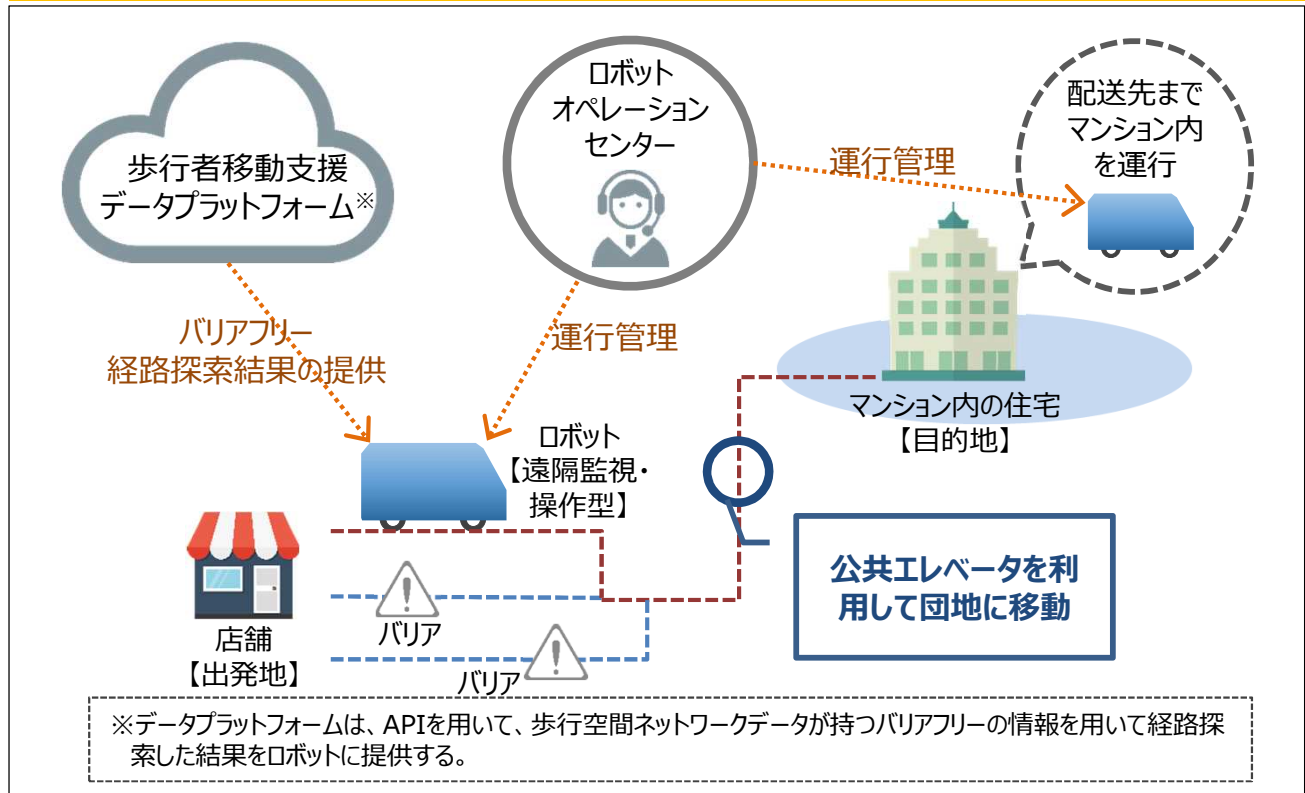 歩行者移動支援
データプラットフォーム※
ロボット
オペレーション
センター
配送先まで
マンション内
を運行
運行管理
バリアフリー
経路探索結果の提供
運行管理
マンション内の住宅
【目的地】
ロボット
【遠隔監視・
操作型】
公共エレベータを利
用して団地に移動
店舗
【出発地】
バリア
バリア
※データプラットフォームは、APIを用いて、歩行空間ネットワークデータが持つバリアフリーの情報を用いて経路探
索した結果をロボットに提供する。